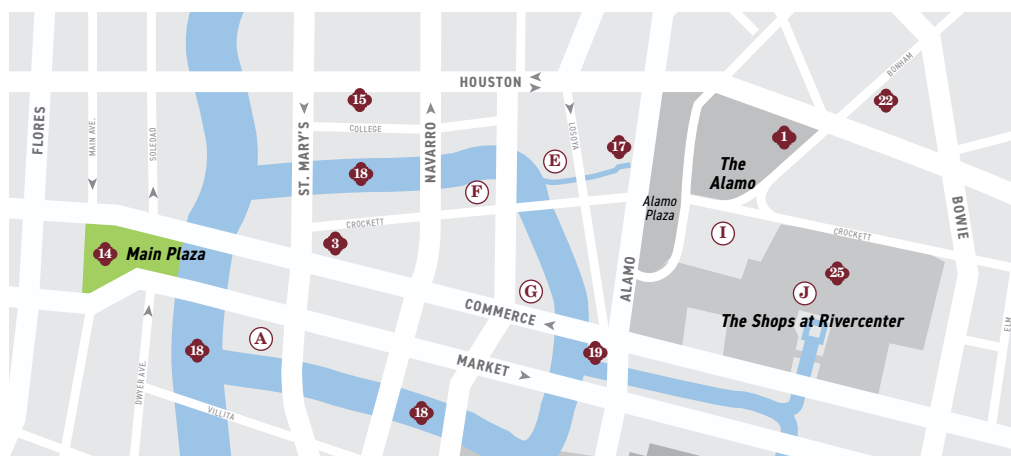 HOUSTON
BONHAM
22
15
FLORES
MAIN AVE.
SOLEDAD
ST. MARY'S
COLLEGE
NAVARRO
LOSOYA
17
1
E
The
Alamo
18
F
Alamo
Plaza
BOWIE
CROCKETT
3
I
CROCKETT
14
Main Plaza
ALAMO
25
G
J
COMMERCE
The Shops at Rivercenter
ELM
A
18
19
MARKET
DWYER AVE.
VILLITA
18